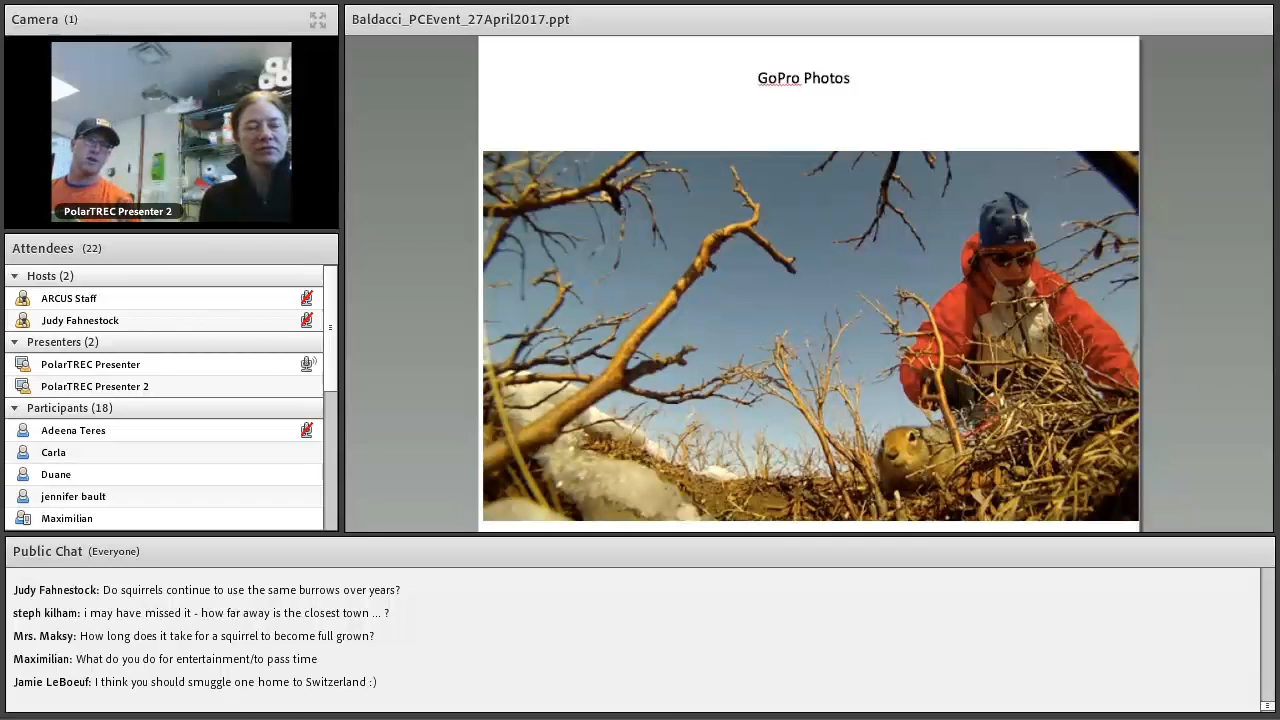 Camera (1)
PolarTREC Presenter 2
Attendees (22)
Hosts (2)
ARCUS Staff
Judy Fahnestock
Presenters (2)
PolarTREC Presenter
PolarTREC Presenter 2
Participants (18)
Adeena Teres
Carla
Duane
jennifer bault
Maximilian
Baldacci_PCEvent_27April2017.ppt
GoPro Photos
Public Chat (Everyone)
Judy Fahnestock: Do squirrels continue to use the same burrows over years?
steph kilham: i may have missed it - how far away is the closest town ... ?
Mrs. Maksy: How long does it take for a squirrel to become full grown?
Maximilian: What do you do for entertainment/to pass time
Jamie LeBoeuf: I think you should smuggle one home to Switzerland :)